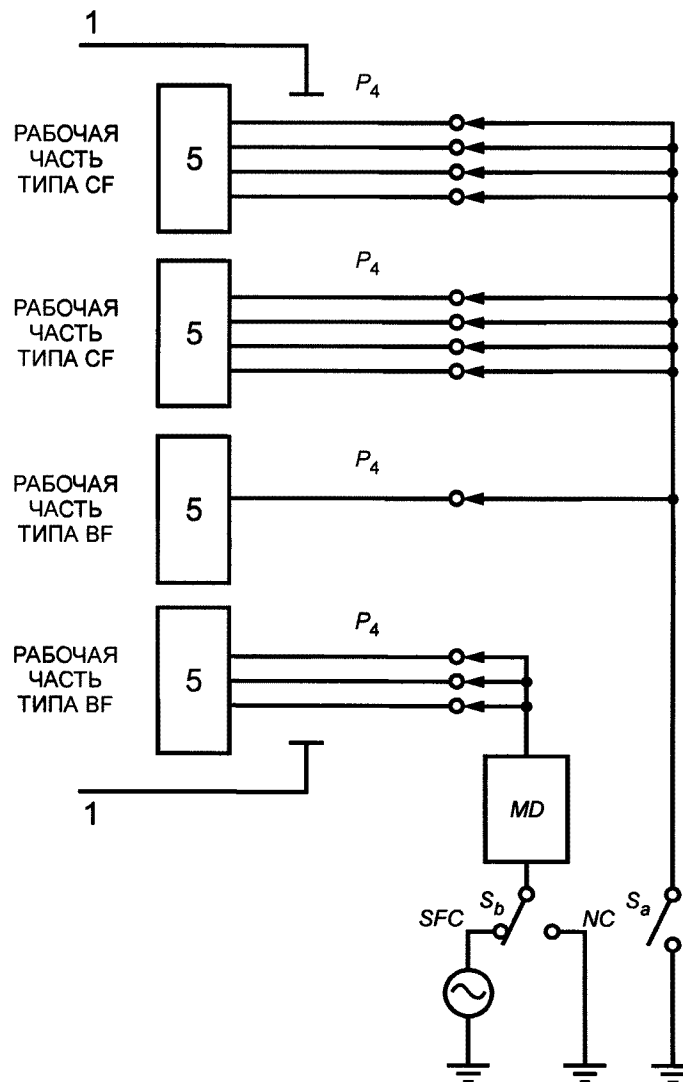 1
P4
РАБОЧАЯ
ЧАСТЬ
ТИПА CF
5
P4
РАБОЧАЯ
ЧАСТЬ
ТИПА CF
5
P4
РАБОЧАЯ
ЧАСТЬ
ТИПА BF
5
P4
РАБОЧАЯ
ЧАСТЬ
ТИПА BF
5
1
MD
SFC
Sb
NC
Sa